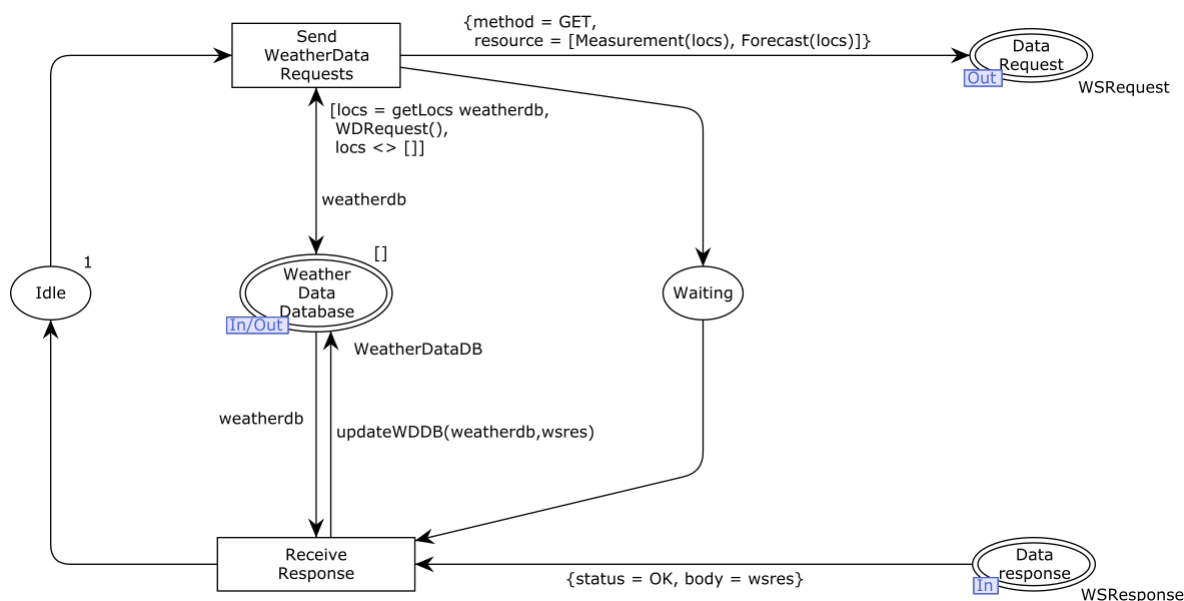 Send
WeatherData
Requests
{method = GET,
resource = [Measurement(locs), Forecast(locs)]}
Data
Request
Out
WSRequest
[locs = getLocs weatherdb,
WDRequest(),
locs <> []]
weatherdb
1
Idle
[]
Weather
Data
Database
In/Out
WeatherDataDB
Waiting
weatherdb
updateWDDB(weatherdb,wsres)
Receive
Response
{status = OK, body = wsres}
Data
response
In
WSResponse